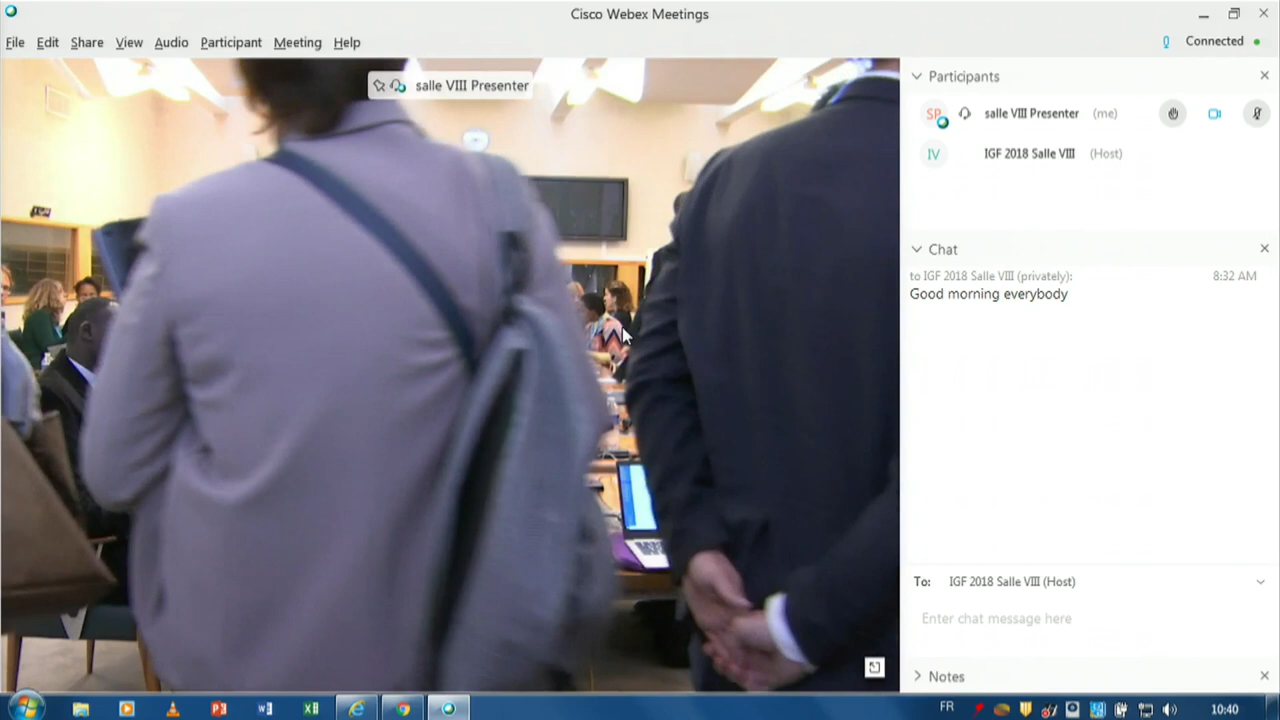 Cisco Webex Meetings
File Edit Share View Audio Participant Meeting Help
Connected
salle VIII Presenter
Participants
SP salle VIII Presenter (me)
IV IGF 2018 Salle VIII (Host)
Chat
to IGF 2018 Salle VIII (privately): 8:32 AM
Good morning everybody
To: IGF 2018 Salle VIII (Host)
Enter chat message here
Notes
FR 10:40